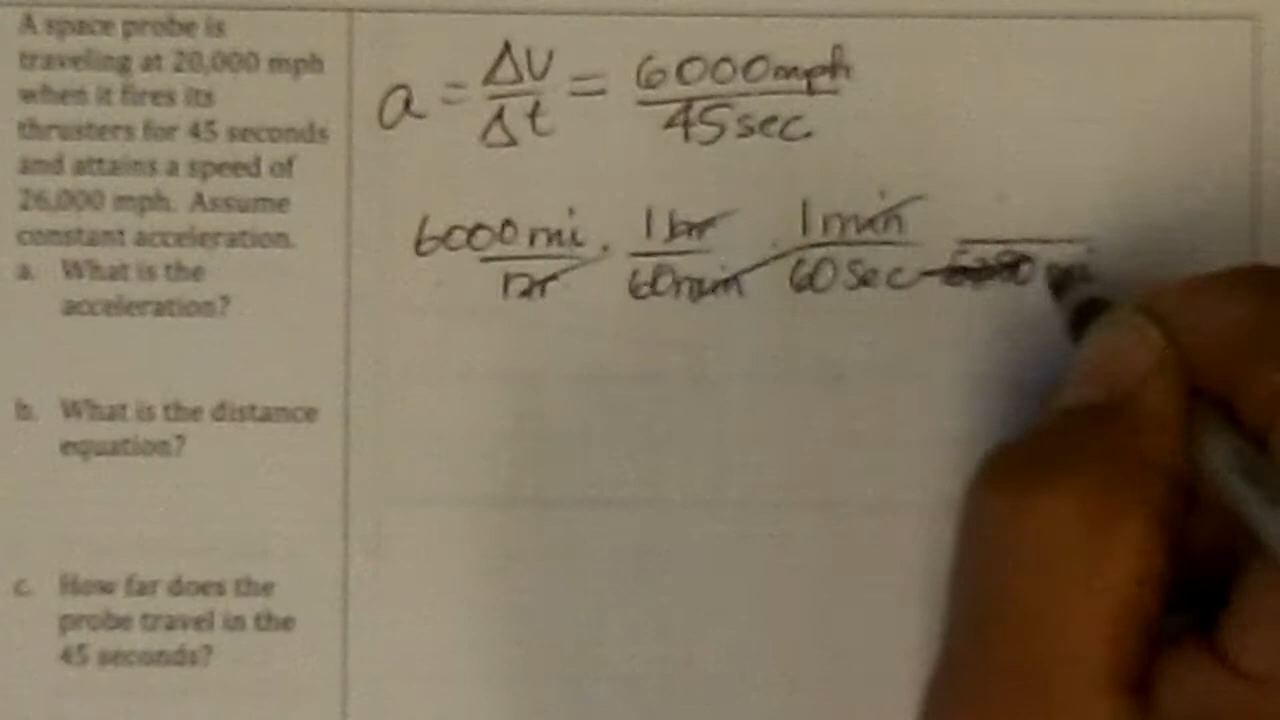 A space probe is
traveling at 20,000 mph
when it fires its
thrusters for 45 seconds
and attains a speed of
26,000 mph. Assume
constant acceleration.
a. What is the
acceleration?
b. What is the distance
equation?
c. How far does the
probe travel in the
45 seconds?
a = ΔV/Δt = 6000mph/45sec
6000mi/hr · 1hr/60min · 1min/60sec